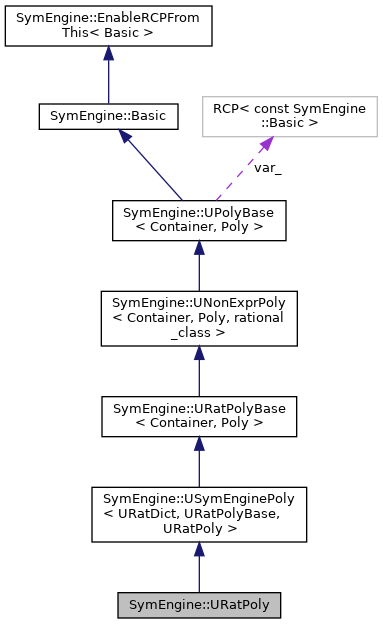 SymEngine::EnableRCPFrom
This< Basic >
SymEngine::Basic
RCP< const SymEngine
::Basic >
var_
SymEngine::UPolyBase
< Container, Poly >
SymEngine::UNonExprPoly
< Container, Poly, rational
_class >
SymEngine::URatPolyBase
< Container, Poly >
SymEngine::USymEnginePoly
< URatDict, URatPolyBase,
URatPoly >
SymEngine::URatPoly